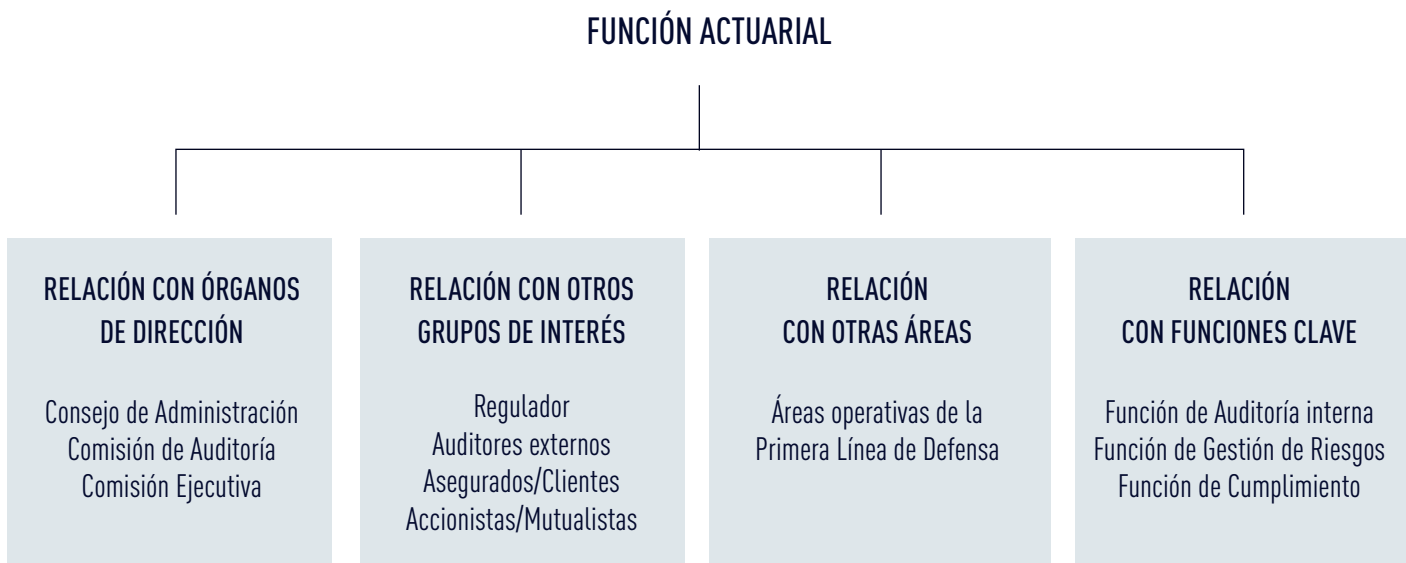 FUNCIÓN ACTUARIAL
RELACIÓN CON ÓRGANOS
DE DIRECCIÓN
Consejo de Administración
Comisión de Auditoría
Comisión Ejecutiva
RELACIÓN CON OTROS
GRUPOS DE INTERÉS
Regulador
Auditores externos
Asegurados/Clientes
Accionistas/Mutualistas
RELACIÓN
CON OTRAS ÁREAS
Áreas operativas de la
Primera Línea de Defensa
RELACIÓN
CON FUNCIONES CLAVE
Función de Auditoría interna
Función de Gestión de Riesgos
Función de Cumplimiento